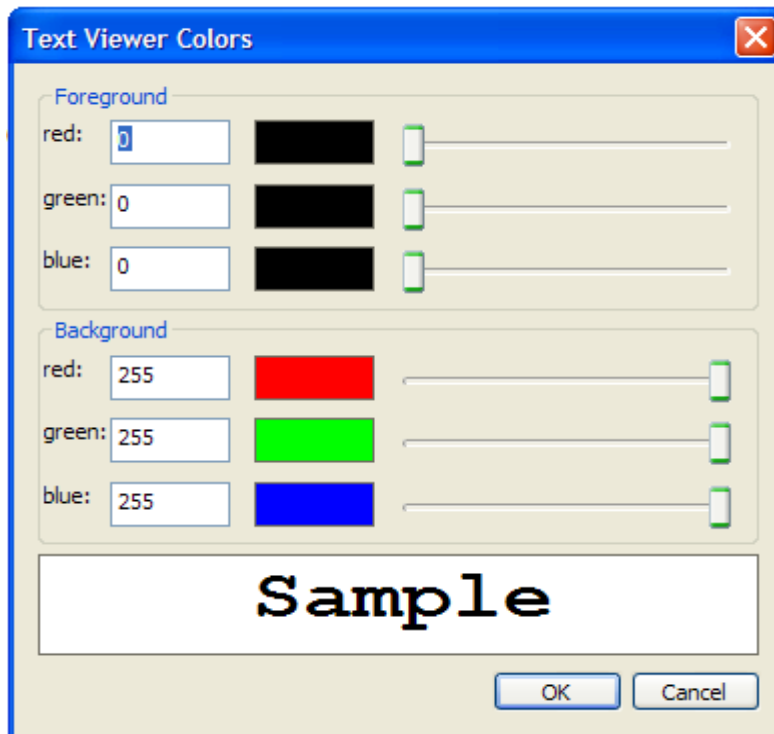 Text Viewer Colors
Foreground
red: 0
green: 0
blue: 0
Background
red: 255
green: 255
blue: 255
Sample
OK Cancel